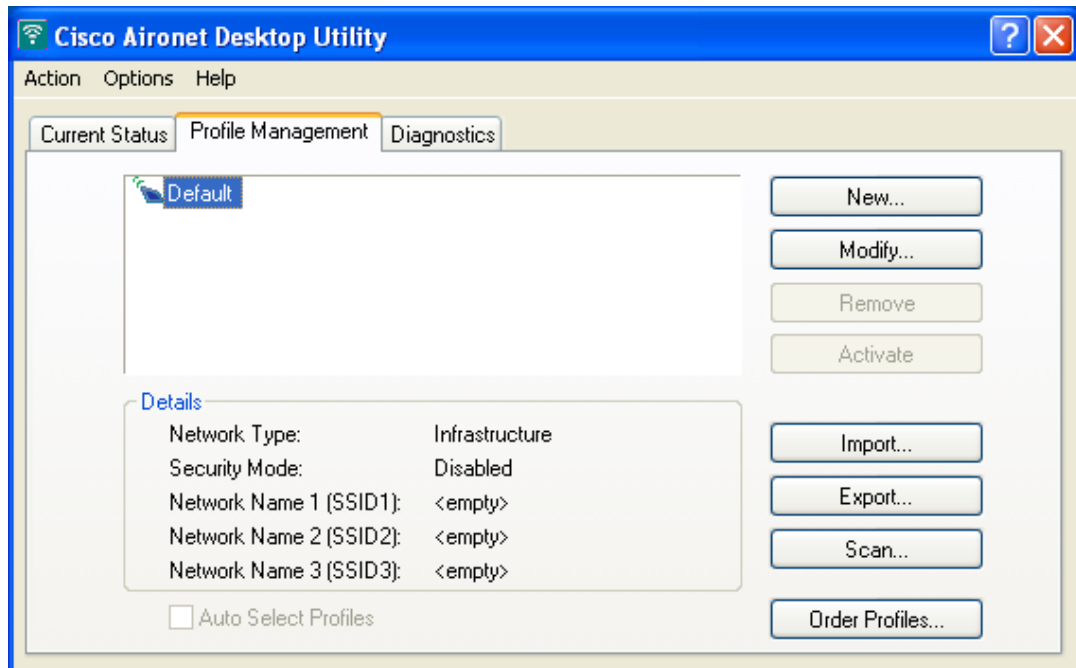 Cisco Aironet Desktop Utility
Action Options Help
Current Status Profile Management Diagnostics
Default
New...
Modify...
Remove
Activate
Details
Network Type: Infrastructure
Security Mode: Disabled
Network Name 1 (SSID1): <empty>
Network Name 2 (SSID2): <empty>
Network Name 3 (SSID3): <empty>
Import...
Export...
Scan...
Auto Select Profiles
Order Profiles...